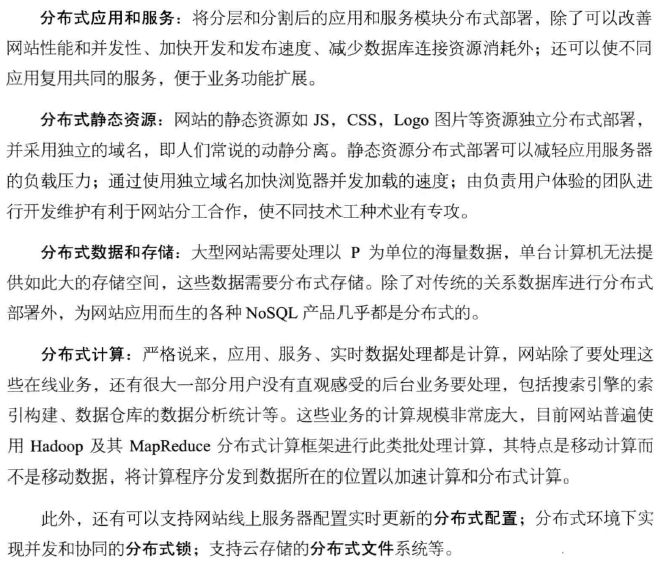 分布式应用和服务：将分层和分割后的应用和服务模块分布式部署，除了可以改善
网站性能和并发性、加快开发和发布速度、减少数据库连接资源消耗外；还可以使不同
应用复用共同的服务，便于业务功能扩展。
分布式静态资源：网站的静态资源如 JS，CSS，Logo 图片等资源独立分布式部署，
并采用独立的域名，即人们常说的动静分离。静态资源分布式部署可以减轻应用服务器
的负载压力；通过使用独立域名加快浏览器并发加载的速度；由负责用户体验的团队进
行开发维护有利于网站分工合作，使不同技术工种术业有专攻。
分布式数据和存储：大型网站需要处理以 P 为单位的海量数据，单台计算机无法提
供如此大的存储空间，这些数据需要分布式存储。除了对传统的关系数据库进行分布式
部署外，为网站应用而生的各种 NoSQL 产品几乎都是分布式的。
分布式计算：严格说来，应用、服务、实时数据处理都是计算，网站除了要处理这
些在线业务，还有很大一部分用户没有直观感受的后台业务要处理，包括搜索引擎的索
引构建、数据仓库的数据分析统计等。这些业务的计算规模非常庞大，目前网站普遍使
用 Hadoop 及其 MapReduce 分布式计算框架进行此类批处理计算，其特点是移动计算而
不是移动数据，将计算程序分发到数据所在的位置以加速计算和分布式计算。
此外，还有可以支持网站线上服务器配置实时更新的分布式配置；分布式环境下实
现并发和协同的分布式锁；支持云存储的分布式文件系统等。